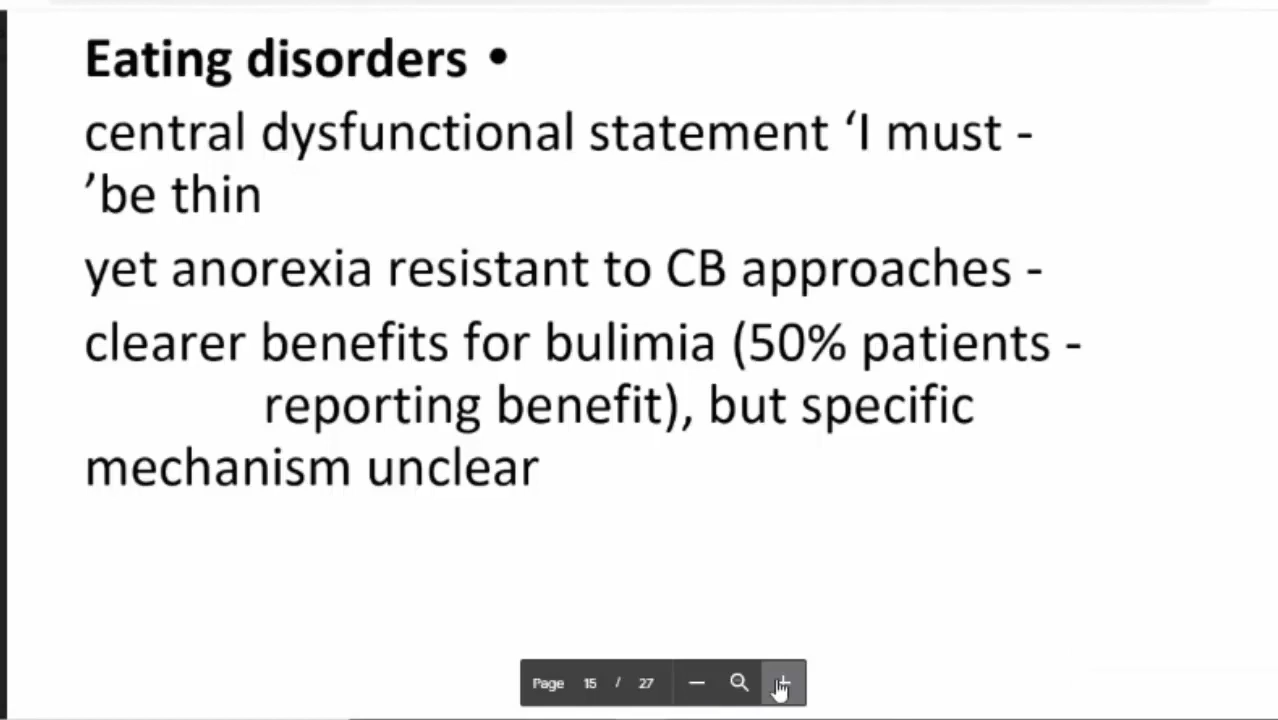 Eating disorders •
central dysfunctional statement ‘I must -
’be thin
yet anorexia resistant to CB approaches -
clearer benefits for bulimia (50% patients -
reporting benefit), but specific
mechanism unclear
Page 15 / 27